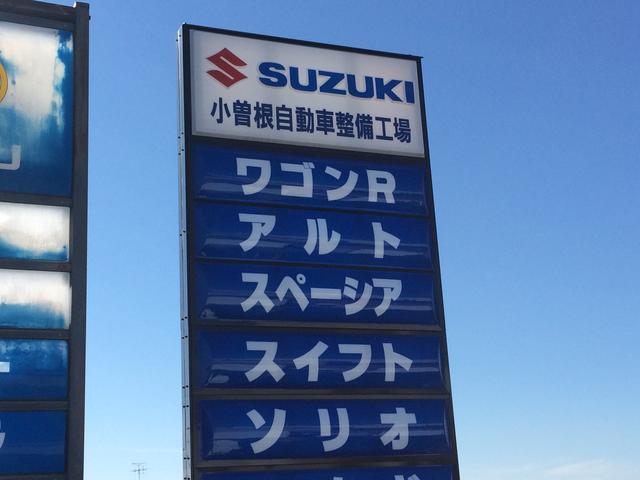 SUZUKI
小曽根自動車整備工場
ワゴンR
アルト
スペーシア
スイフト
ソリオ